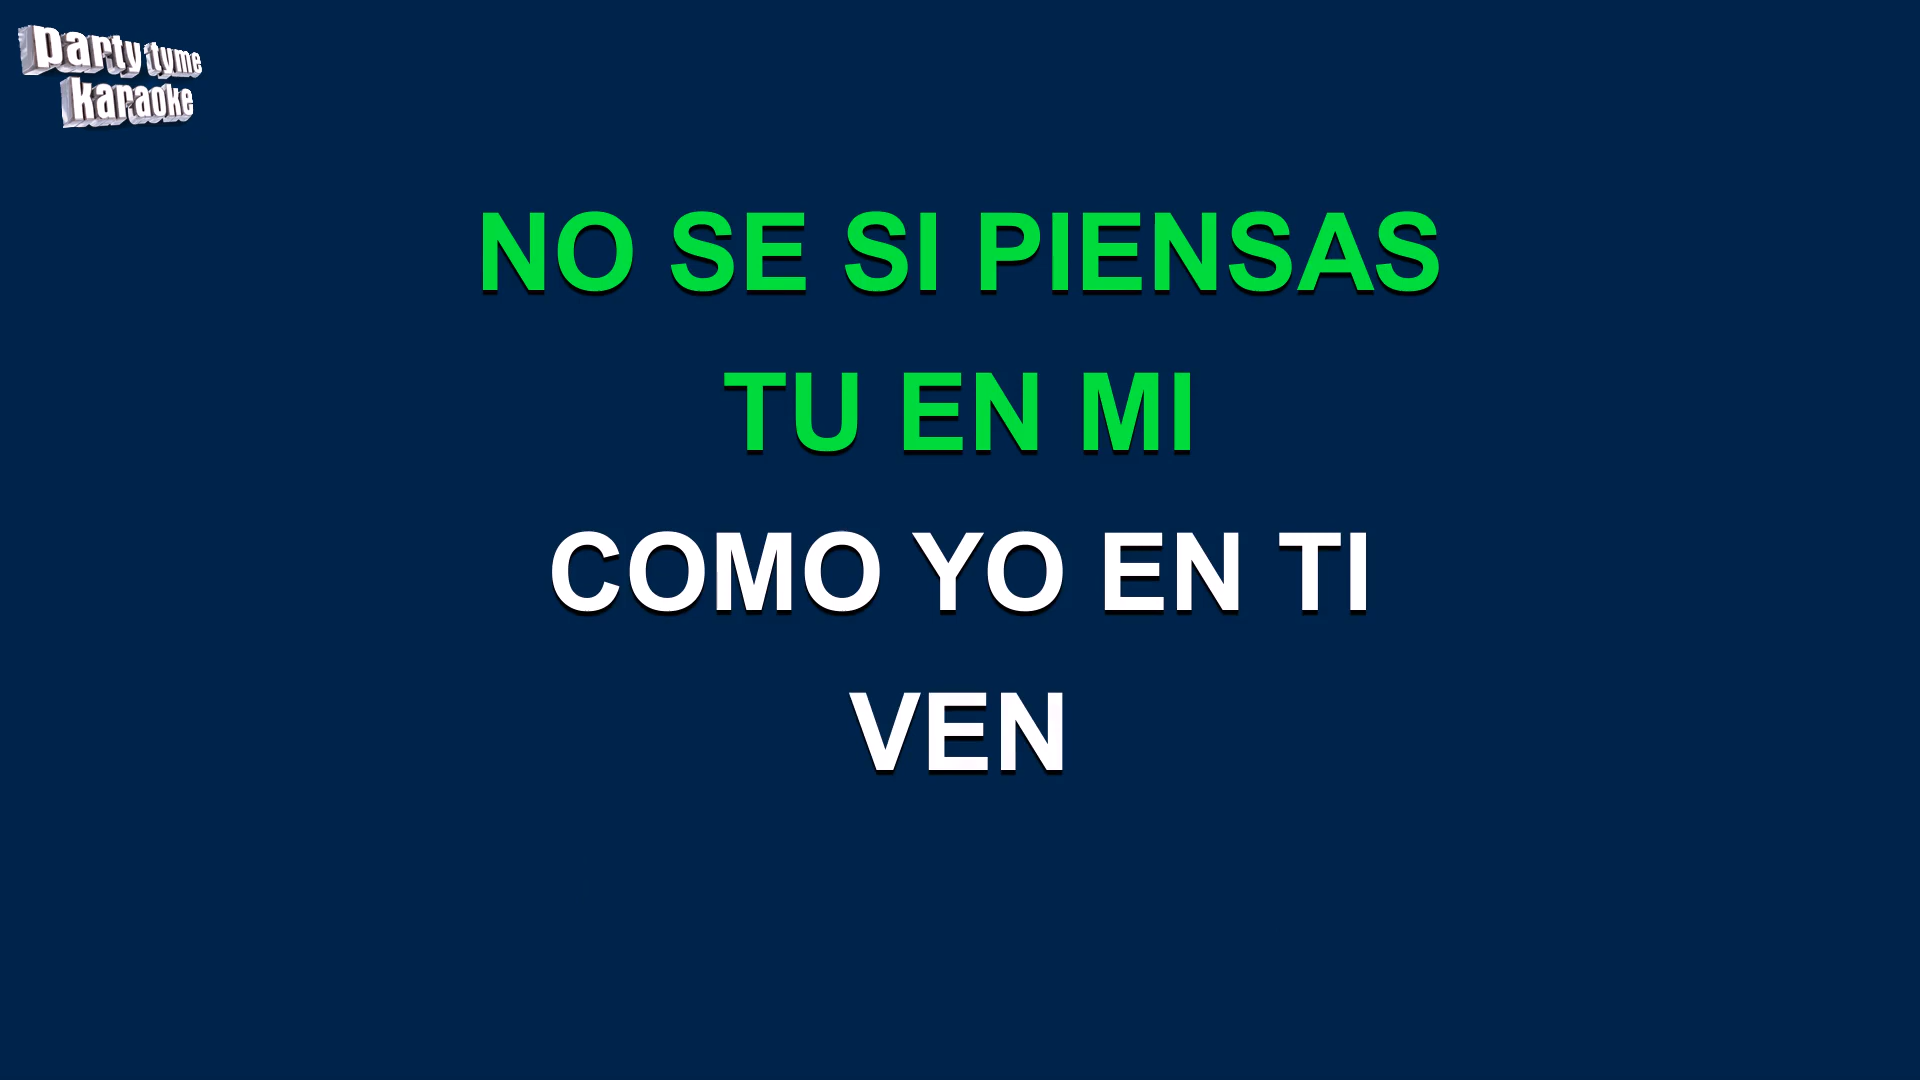 party tyme
karaoke
NO SE SI PIENSAS
TU EN MI
COMO YO EN TI
VEN